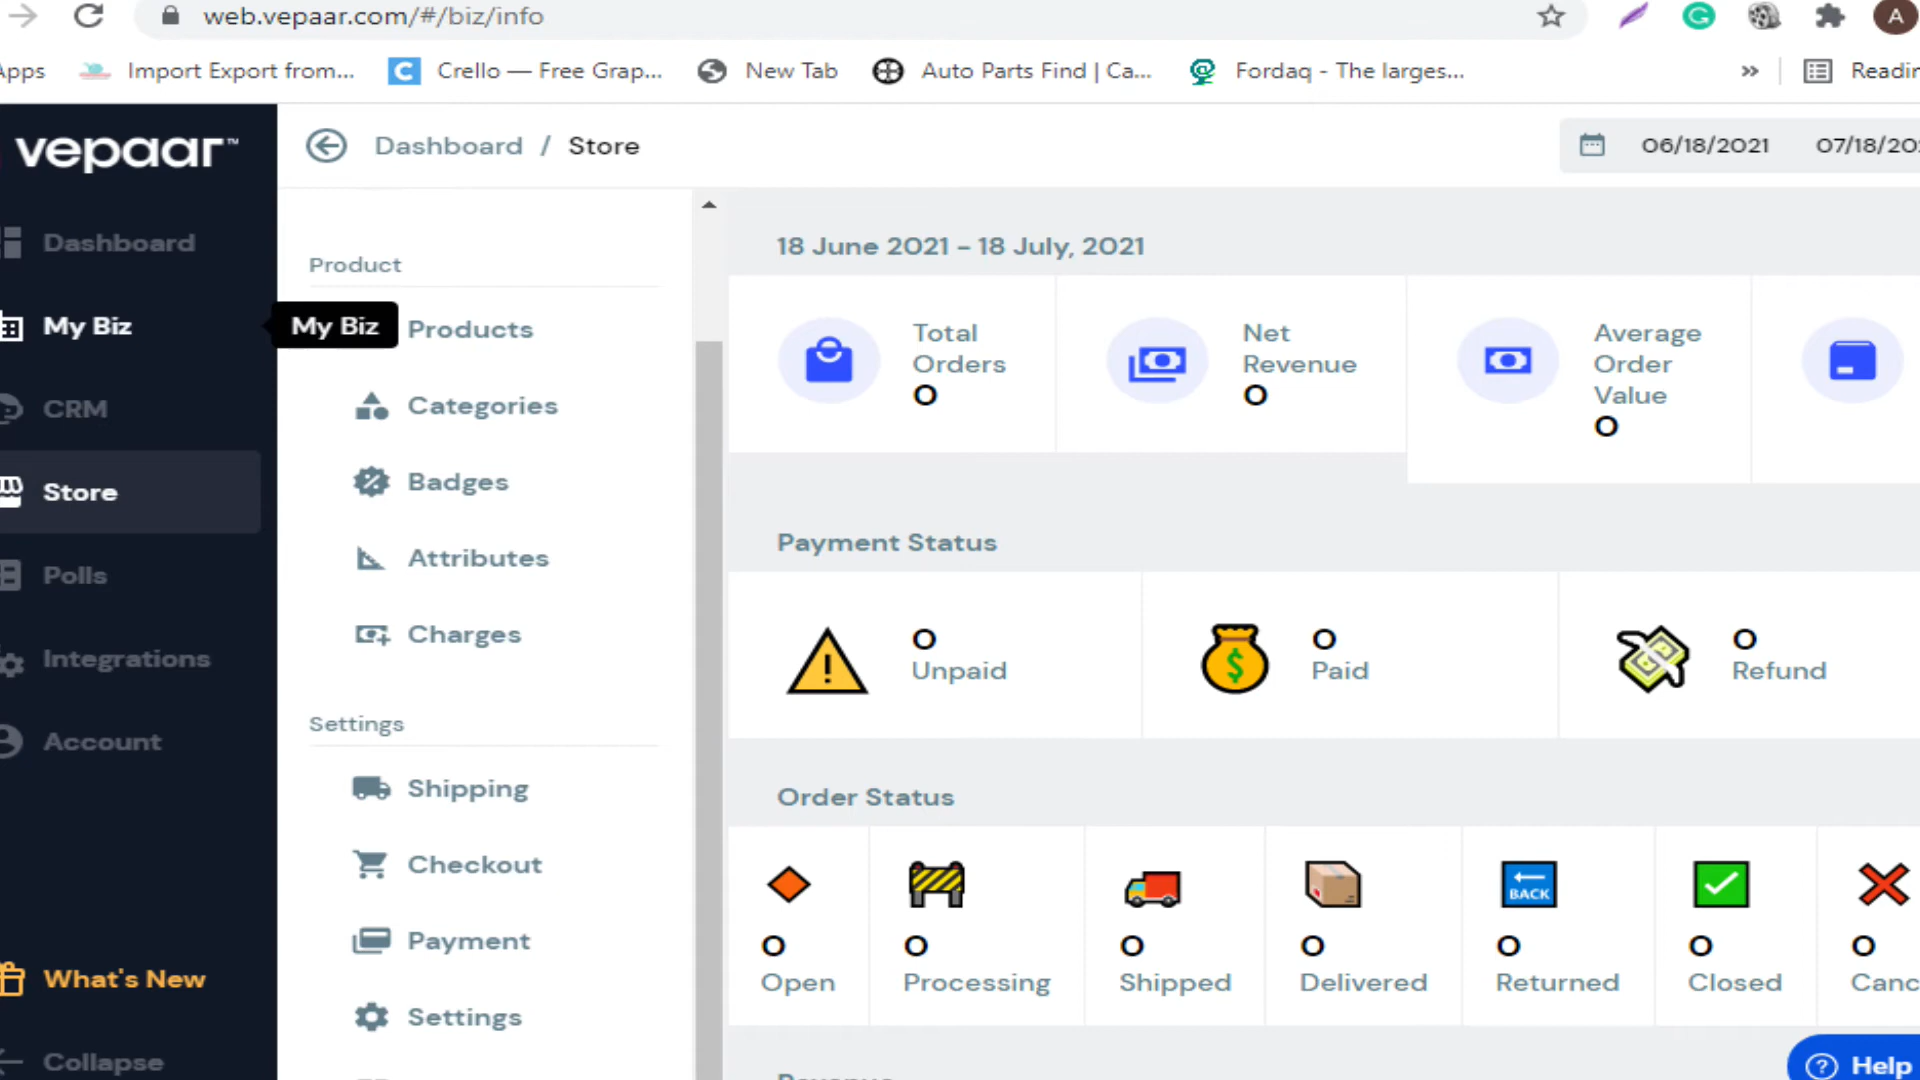 web.vepaar.com/#/biz/info
A
Apps
Import Export from...
C
Crello — Free Grap...
New Tab
Auto Parts Find | Ca...
Fordaq - The larges...
»
vepaar™
Dashboard / Store
06/18/2021
07/18/20
Dashboard
My Biz
My Biz
CRM
Store
Polls
Integrations
Account
What's New
Collapse
Product
Products
Categories
Badges
Attributes
Charges
Settings
Shipping
Checkout
Payment
Settings
18 June 2021 - 18 July, 2021
Total
Orders
0
Net
Revenue
0
Average
Order
Value
0
Payment Status
0
Unpaid
0
Paid
0
Refund
Order Status
0
Open
0
Processing
0
Shipped
0
Delivered
BACK
0
Returned
0
Closed
0
Canc
Help